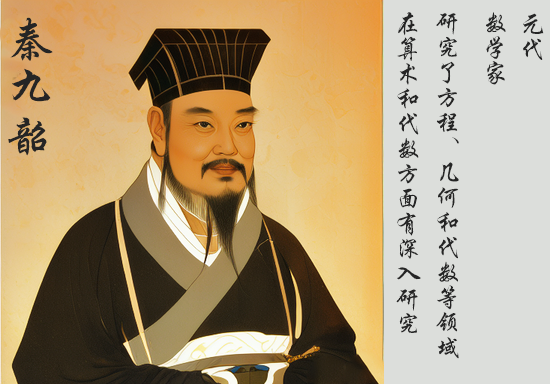 秦九韶
元代
数学家
研究了方程、几何和代数等领域
在算术和代数方面有深入研究